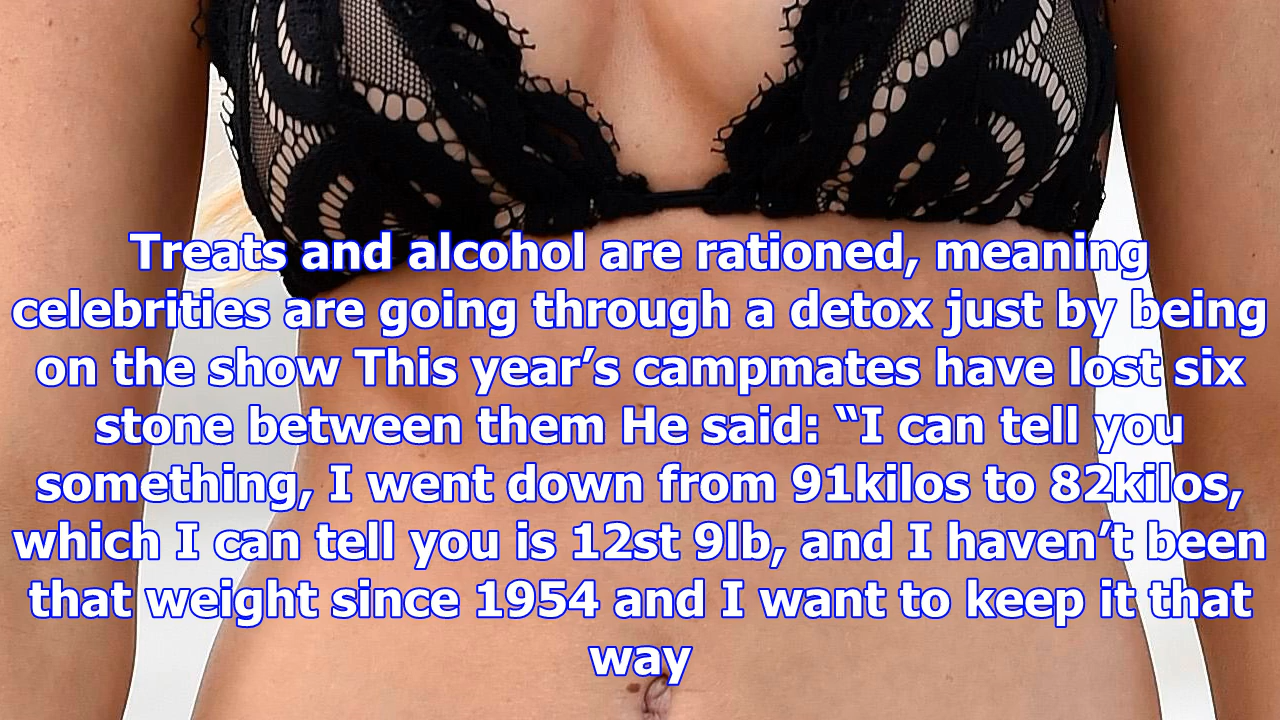 Treats and alcohol are rationed, meaning
celebrities are going through a detox just by being
on the show This year’s campmates have lost six
stone between them He said: “I can tell you
something, I went down from 91kilos to 82kilos,
which I can tell you is 12st 9lb, and I haven’t been
that weight since 1954 and I want to keep it that
way